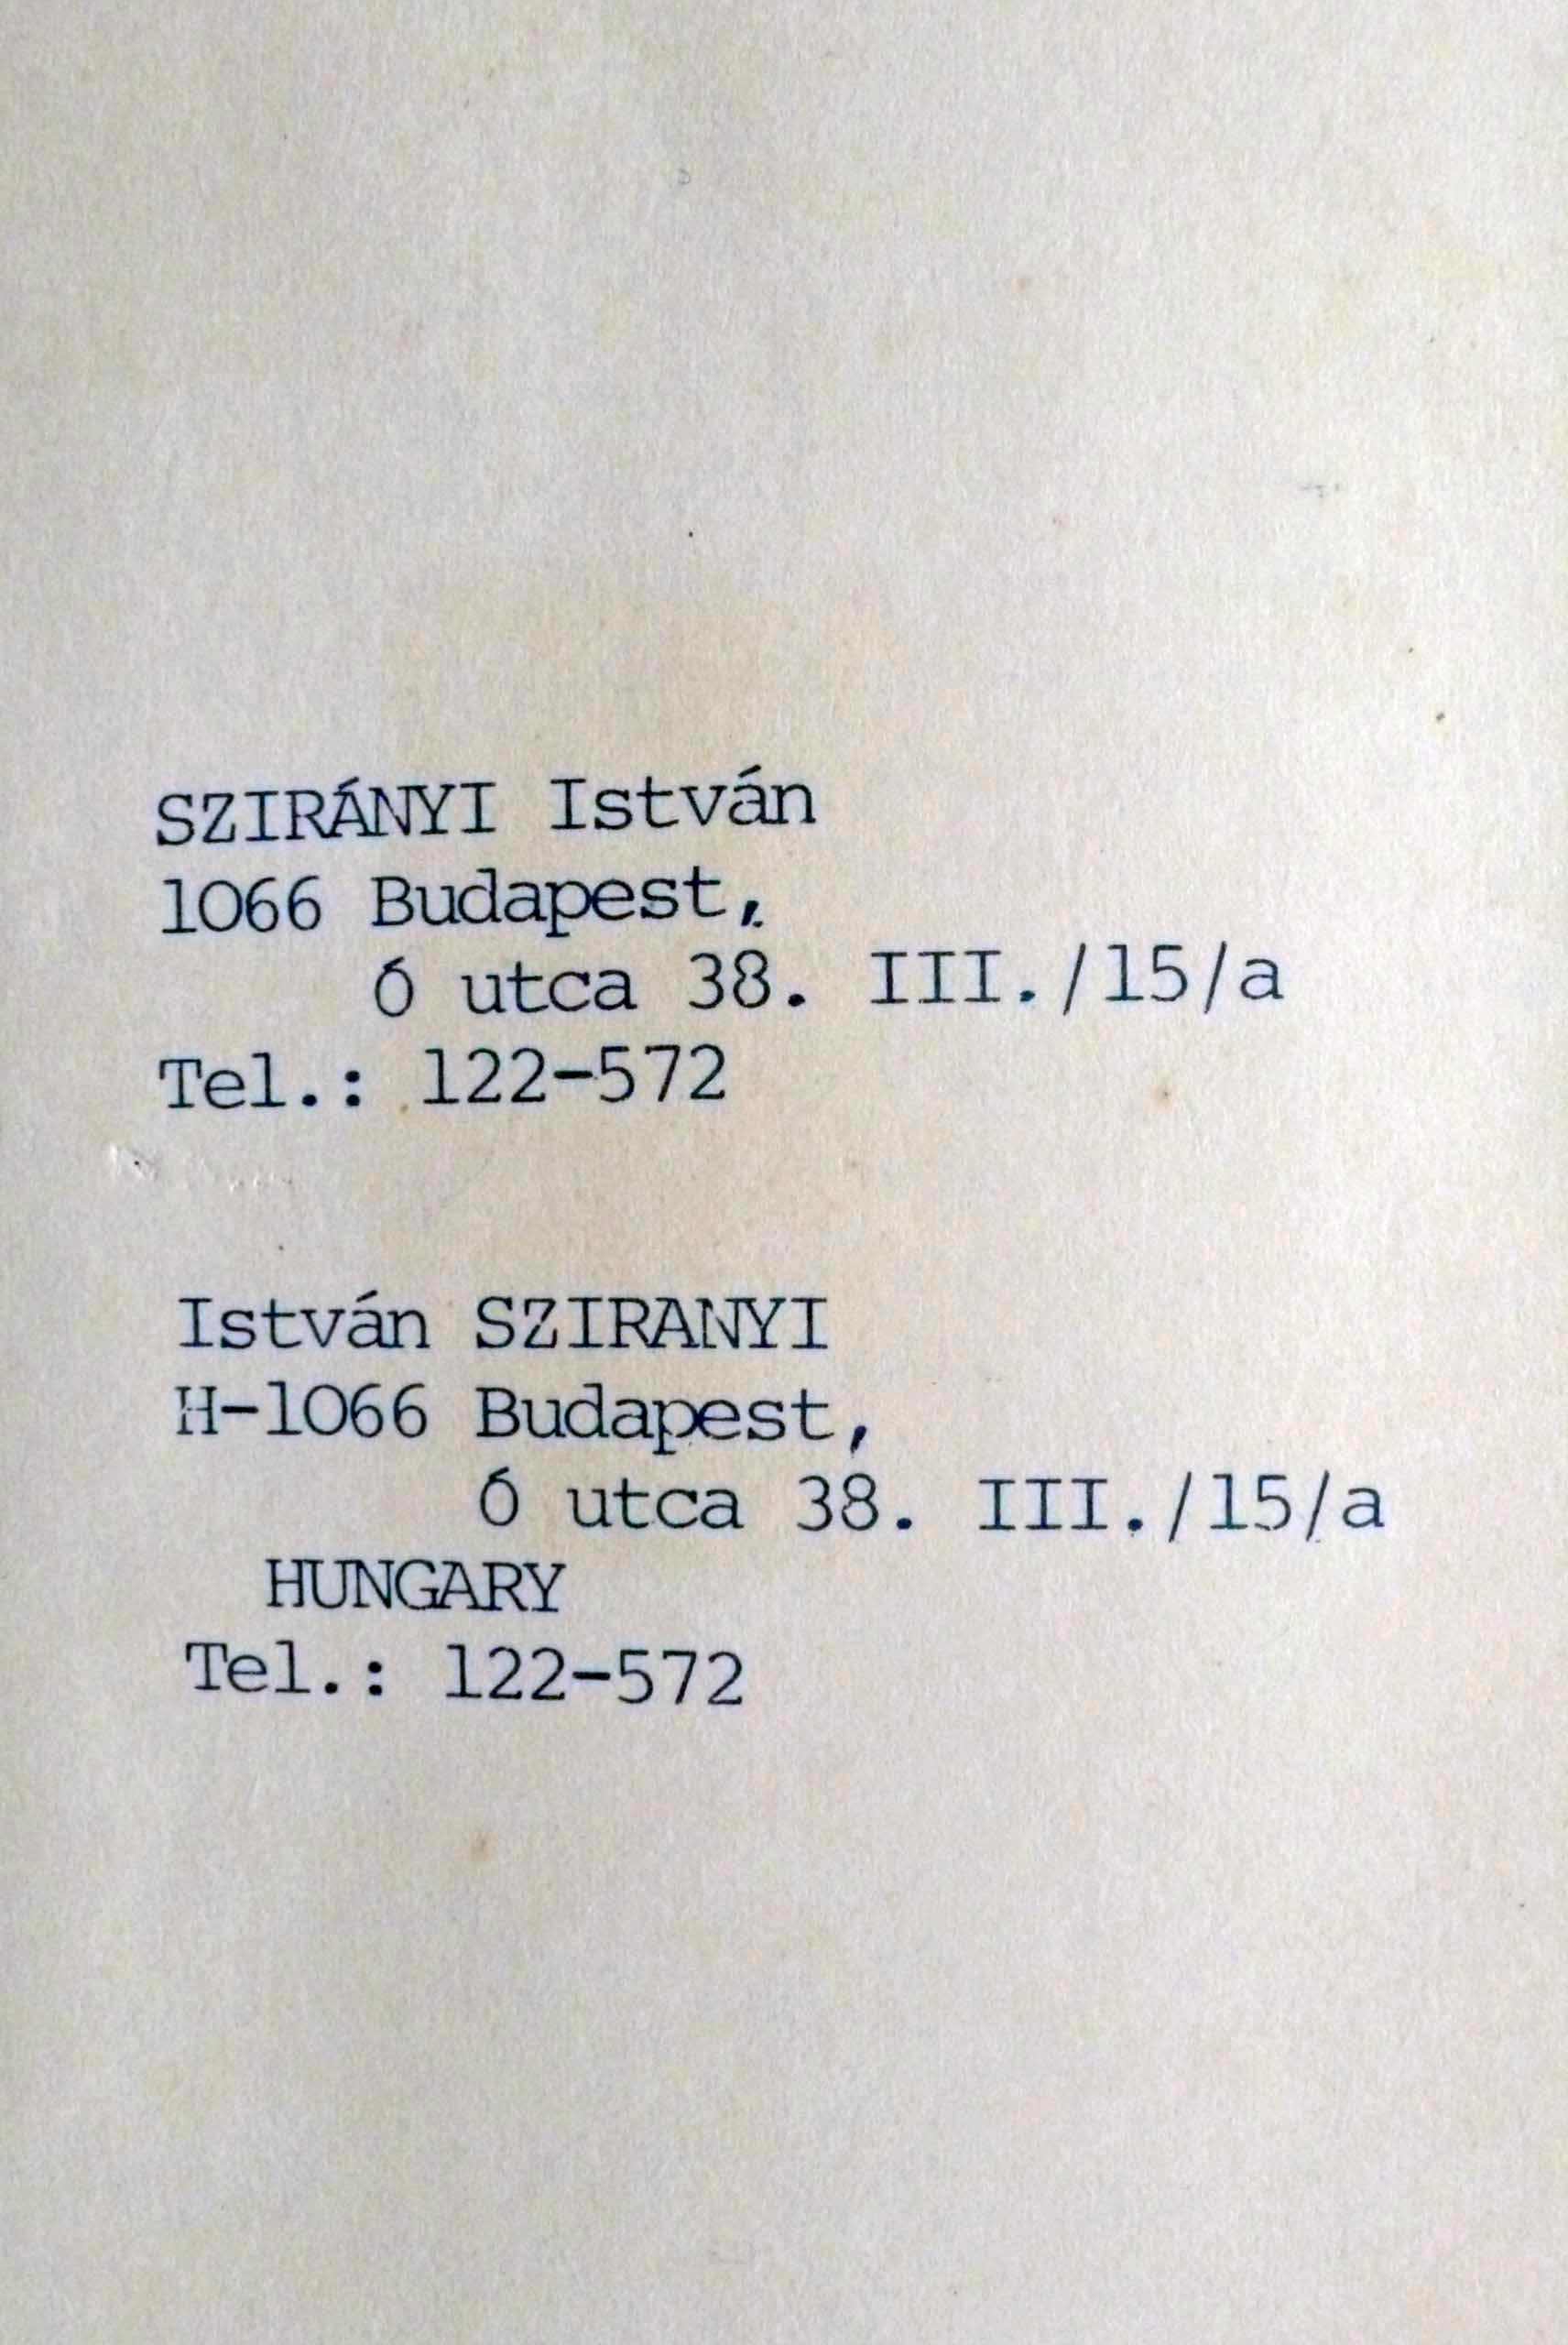 SZIRÁNYI István
1066 Budapest,
Ó utca 38. III./15/a
Tel.: 122-572
István SZIRANYI
H-1066 Budapest,
Ó utca 38. III./15/a
HUNGARY
Tel.: 122-572